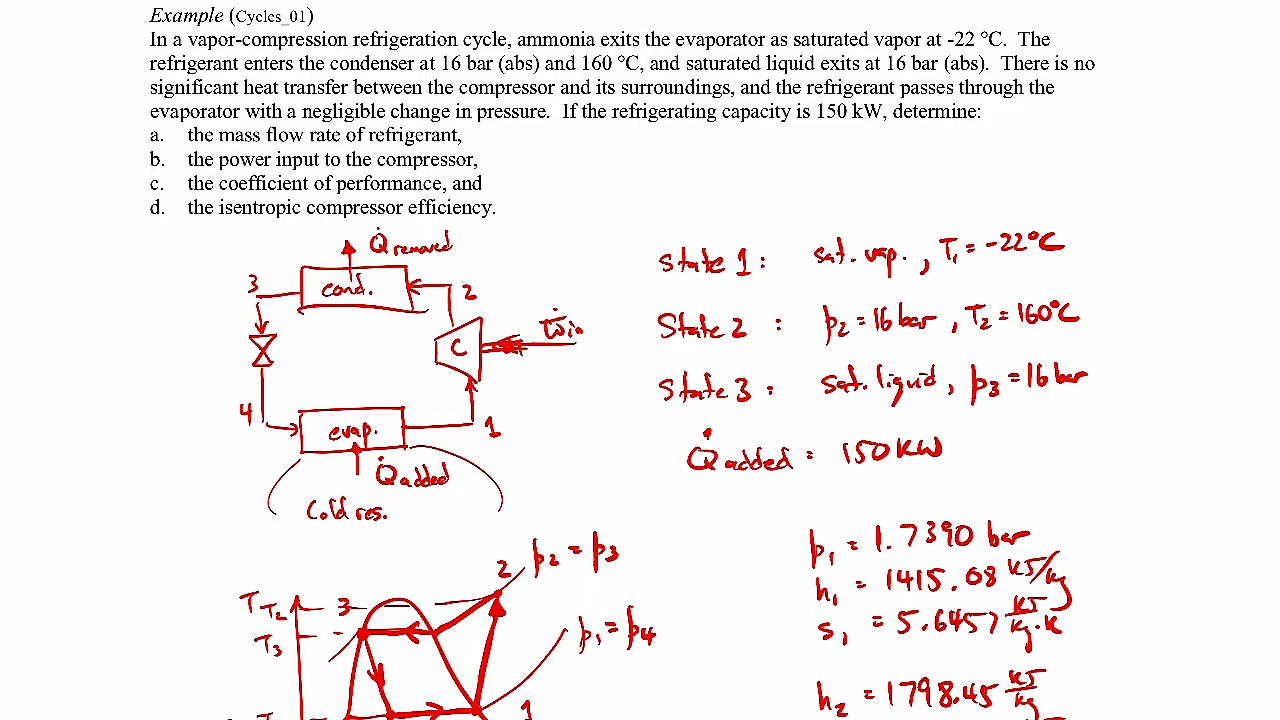 Example (Cycles_01)
In a vapor-compression refrigeration cycle, ammonia exits the evaporator as saturated vapor at -22 °C. The
refrigerant enters the condenser at 16 bar (abs) and 160 °C, and saturated liquid exits at 16 bar (abs). There is no
significant heat transfer between the compressor and its surroundings, and the refrigerant passes through the
evaporator with a negligible change in pressure. If the refrigerating capacity is 150 kW, determine:
a. the mass flow rate of refrigerant,
b. the power input to the compressor,
c. the coefficient of performance, and
d. the isentropic compressor efficiency.
Q̇ removed
3
cond.
2
Ẇin
C
4
evap.
1
Q̇ added
Cold res.
State 1: sat. vap., T₁ = -22°C
State 2: p₂ = 16 bar, T₂ = 160°C
State 3: sat. liquid, p₃ = 16 bar
Q̇ added = 150 kW
p₁ = 1.7390 bar
h₁ = 1415.08 kJ/kg
s₁ = 5.6457 kJ/kg·K
h₂ = 1798.45 kJ/kg
T
T₂
3
2
p₂ = p₃
T₃
p₁ = p₄
1